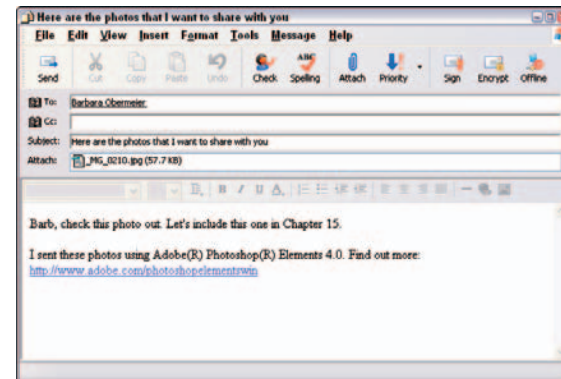 Here are the photos that I want to share with you
File Edit View Insert Format Tools Message Help
ABC
Send Cut Copy Paste Undo Check Spelling Attach Priority Sign Encrypt Offline
To: Barbara Obermeier
Cc:
Subject: Here are the photos that I want to share with you
Attach: _MG_0210.jpg (57.7 KB)
B I U A
Barb, check this photo out. Let's include this one in Chapter 15.
I sent these photos using Adobe(R) Photoshop(R) Elements 4.0. Find out more:
http://www.adobe.com/photoshopelementswin